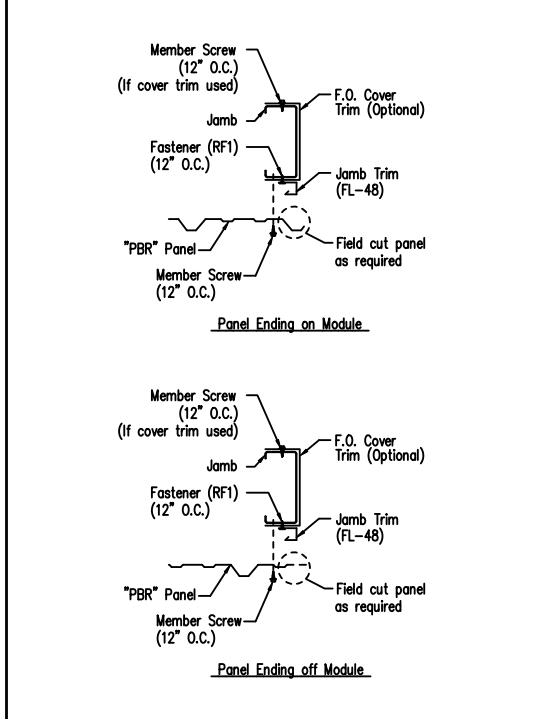 Member Screw
(12" O.C.)
(If cover trim used)
Jamb
F.O. Cover
Trim (Optional)
Fastener (RF1)
(12" O.C.)
Jamb Trim
(FL-48)
"PBR" Panel
Field cut panel
as required
Member Screw
(12" O.C.)
Panel Ending on Module
Member Screw
(12" O.C.)
(If cover trim used)
Jamb
F.O. Cover
Trim (Optional)
Fastener (RF1)
(12" O.C.)
Jamb Trim
(FL-48)
"PBR" Panel
Field cut panel
as required
Member Screw
(12" O.C.)
Panel Ending off Module